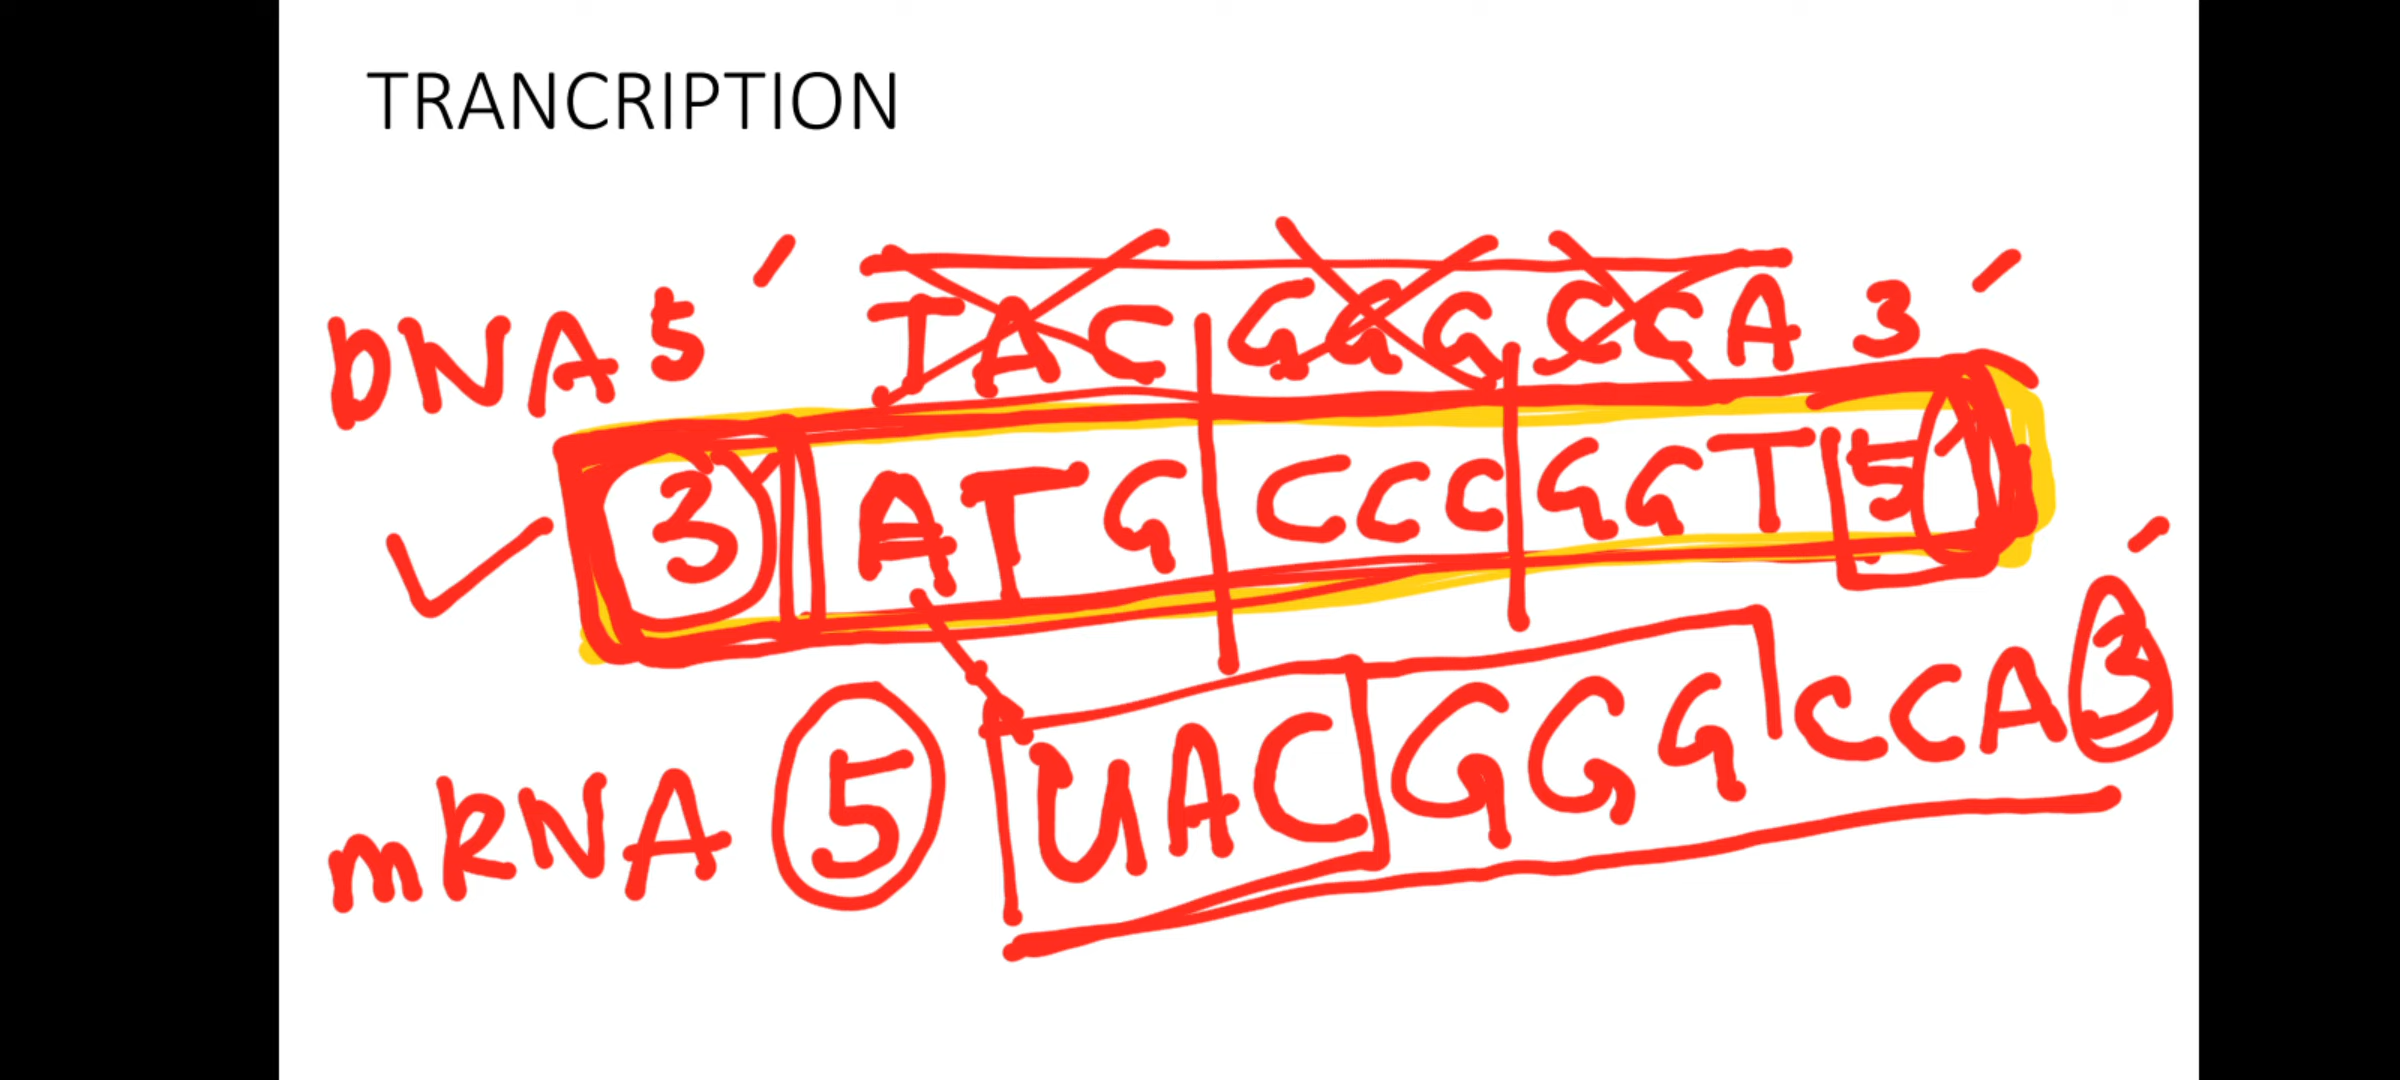 TRANCRIPTION
DNA 5' TAC GGG CCA 3'
3' ATG CCC GGT 5'
mRNA 5 UAC GGG CCA 3'